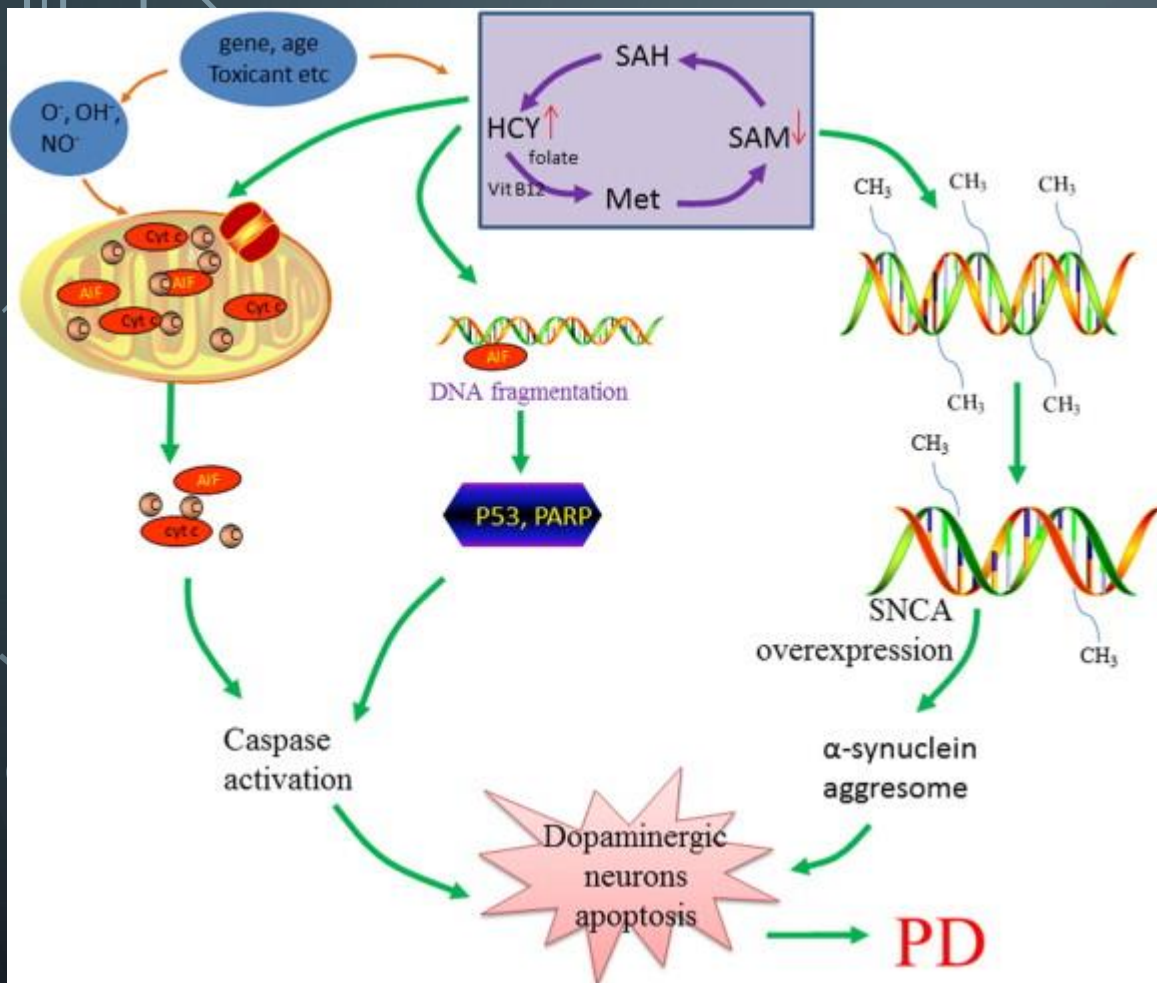 gene, age
Toxicant etc
O⁻, OH⁻,
NO⁻
SAH
HCY↑
SAM↓
folate
Vit B12
Met
CH₃
CH₃
CH₃
Cyt c
C
C
AIF
C
AIF
Cyt c
C
C
Cyt c
C
AIF
DNA fragmentation
CH₃
CH₃
CH₃
AIF
C
C
cyt c
C
P53, PARP
SNCA
overexpression
CH₃
Caspase
activation
α-synuclein
aggresome
Dopaminergic
neurons
apoptosis
PD